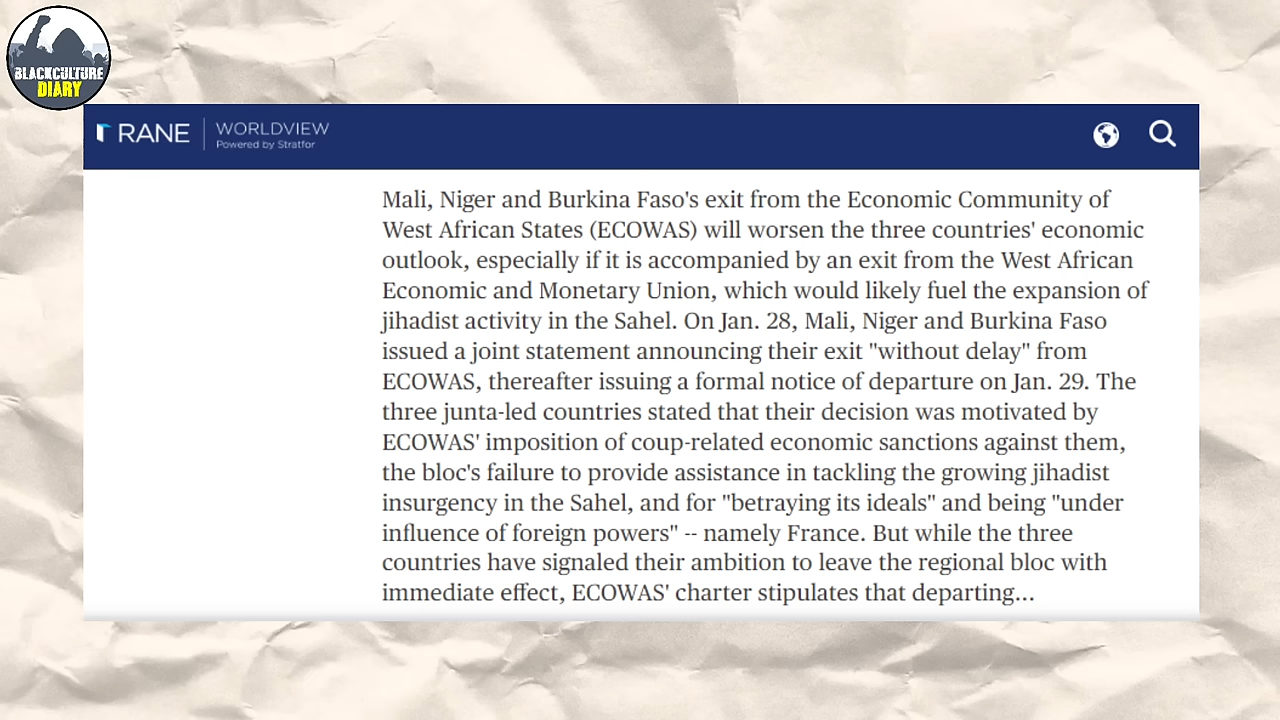 BLACKCULTURE
DIARY
RANE
WORLDVIEW
Powered by Stratfor
Mali, Niger and Burkina Faso's exit from the Economic Community of
West African States (ECOWAS) will worsen the three countries' economic
outlook, especially if it is accompanied by an exit from the West African
Economic and Monetary Union, which would likely fuel the expansion of
jihadist activity in the Sahel. On Jan. 28, Mali, Niger and Burkina Faso
issued a joint statement announcing their exit "without delay" from
ECOWAS, thereafter issuing a formal notice of departure on Jan. 29. The
three junta-led countries stated that their decision was motivated by
ECOWAS' imposition of coup-related economic sanctions against them,
the bloc's failure to provide assistance in tackling the growing jihadist
insurgency in the Sahel, and for "betraying its ideals" and being "under
influence of foreign powers" -- namely France. But while the three
countries have signaled their ambition to leave the regional bloc with
immediate effect, ECOWAS' charter stipulates that departing...